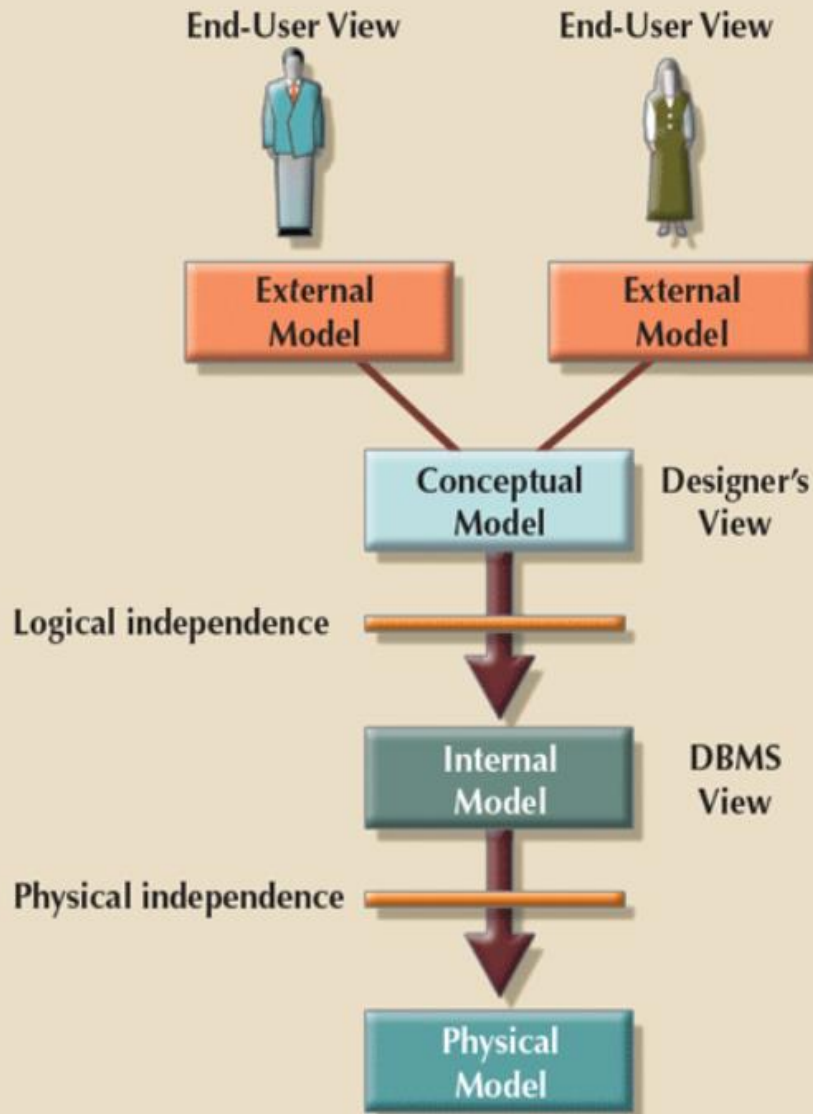 End-User View
End-User View
External
Model
External
Model
Conceptual
Model
Designer's
View
Logical independence
Internal
Model
DBMS
View
Physical independence
Physical
Model